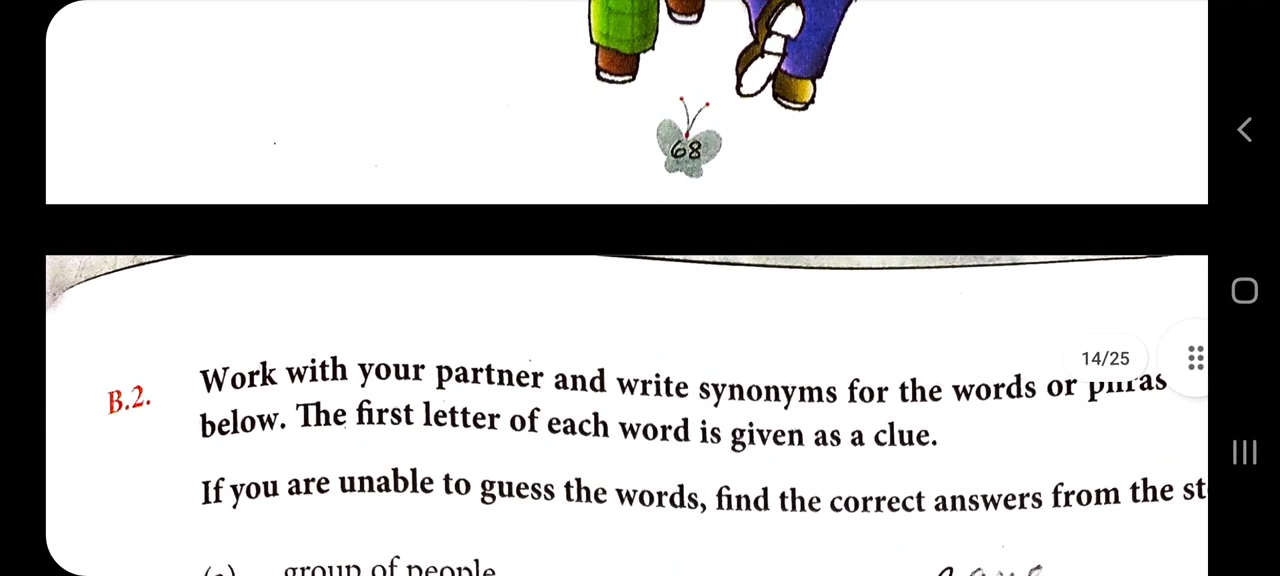 68
14/25
B.2. Work with your partner and write synonyms for the words or
below. The first letter of each word is given as a clue.
If you are unable to guess the words, find the correct answers from the
group of people